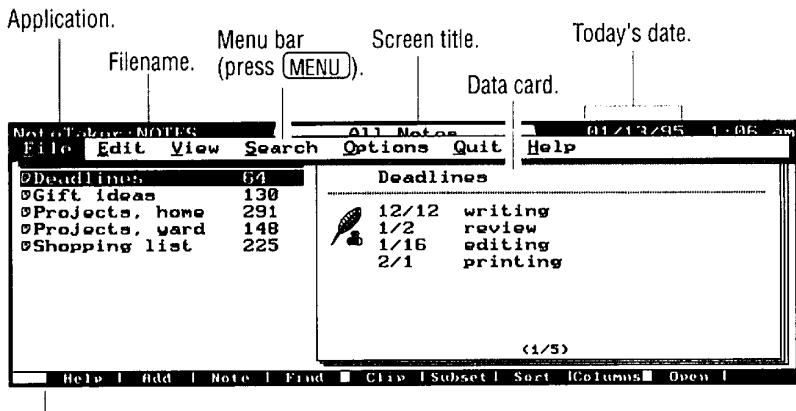 Application.
Filename.
Menu bar
(press MENU).
Screen title.
Today's date.
Data card.
NoteTaker:NOTES All Notes 01/13/95 1:06 am
File Edit View Search Options Quit Help
Deadlines 64
Gift ideas 130
Projects, home 291
Projects, yard 148
Shopping list 225
Deadlines
12/12 writing
1/2 review
1/16 editing
2/1 printing
(1/5)
Help | Add | Note | Find Clip |Subset| Sort |Columns Open |